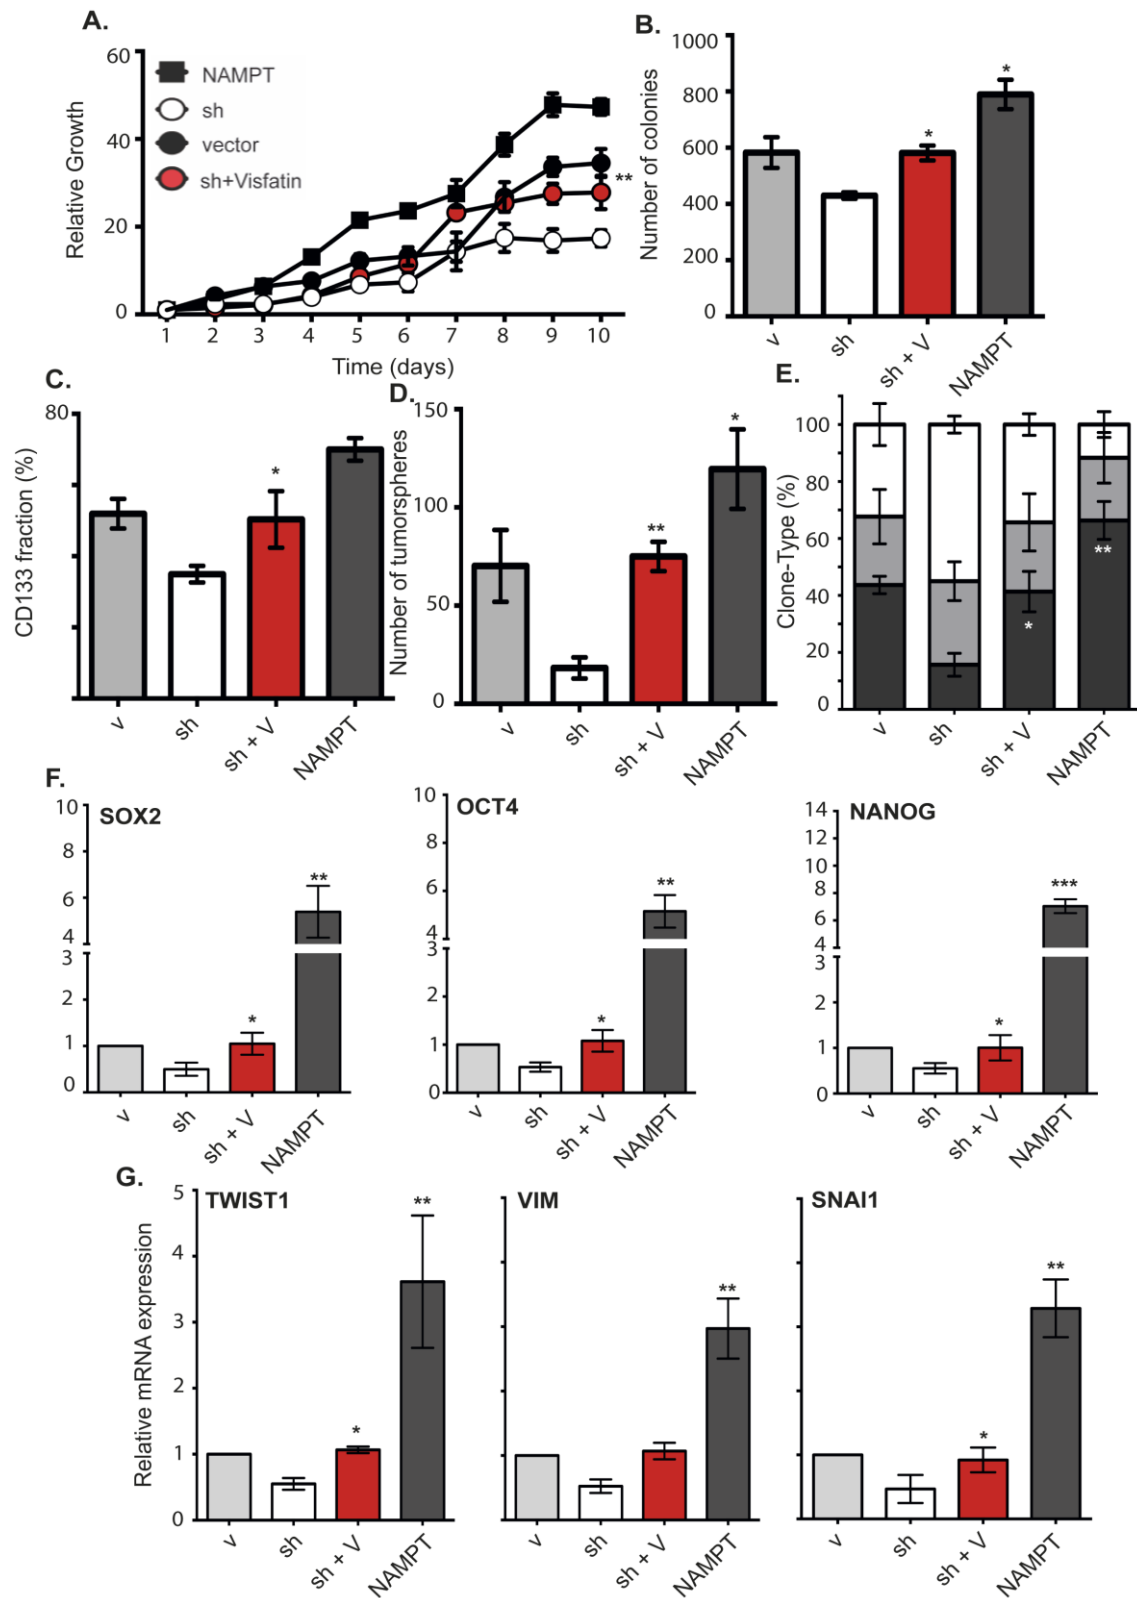 A.
Relative Growth
60
40
20
0
NAMPT
sh
vector
sh+Visfatin
**
1 2 3 4 5 6 7 8 9 10
Time (days)
B.
Number of colonies
1000
800
600
400
200
0
* *
v sh sh + V NAMPT
C.
CD133 fraction (%)
80
*
v sh sh + V NAMPT
D.
Number of tumorspheres
150
100
50
0
** *
v sh sh + V NAMPT
E.
Clone-Type (%)
100
80
60
40
20
0
* **
v sh sh + V NAMPT
F.
SOX2
10
8
6
4
3
2
1
0
* **
v sh sh + V NAMPT
OCT4
10
8
6
4
3
2
1
0
* **
v sh sh + V NAMPT
NANOG
14
12
10
8
6
4
3
2
1
0
* ***
v sh sh + V NAMPT
G.
Relative mRNA expression
TWIST1
5
4
3
2
1
0
* **
v sh sh + V NAMPT
VIM
**
v sh sh + V NAMPT
SNAI1
* **
v sh sh + V NAMPT